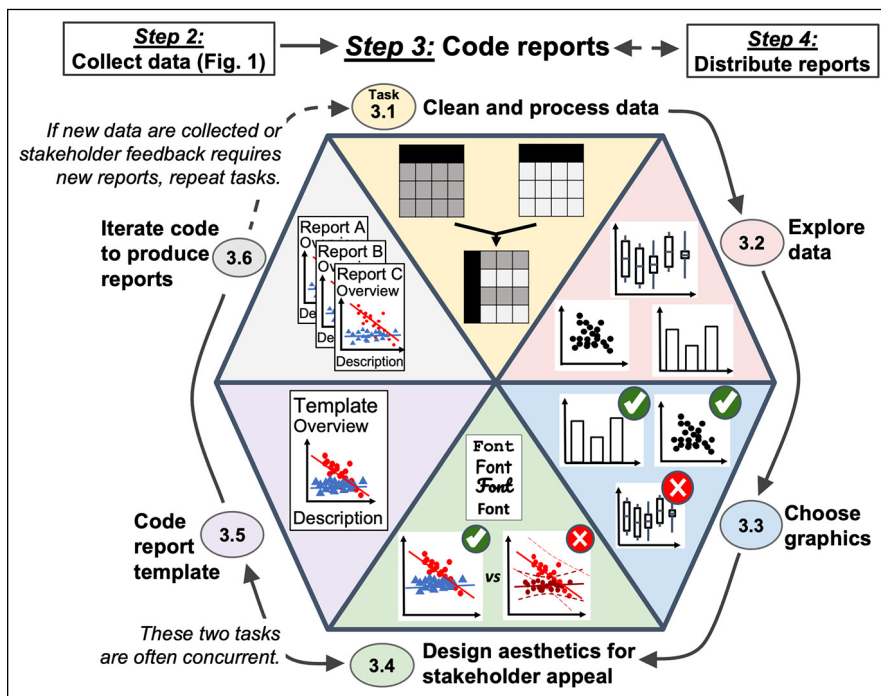 Step 2:
Collect data (Fig. 1)
Step 3: Code reports
Step 4:
Distribute reports
Task
3.1
Clean and process data
If new data are collected or
stakeholder feedback requires
new reports, repeat tasks.
Iterate code
to produce
reports
3.6
Report A
Overview
De
Report B
Overview
De
Report C
Overview
Description
3.2
Explore
data
Template
Overview
Description
Font
Font
Font
Font
vs
3.3
Choose
graphics
Code
report
template
3.5
These two tasks
are often concurrent.
3.4
Design aesthetics for
stakeholder appeal